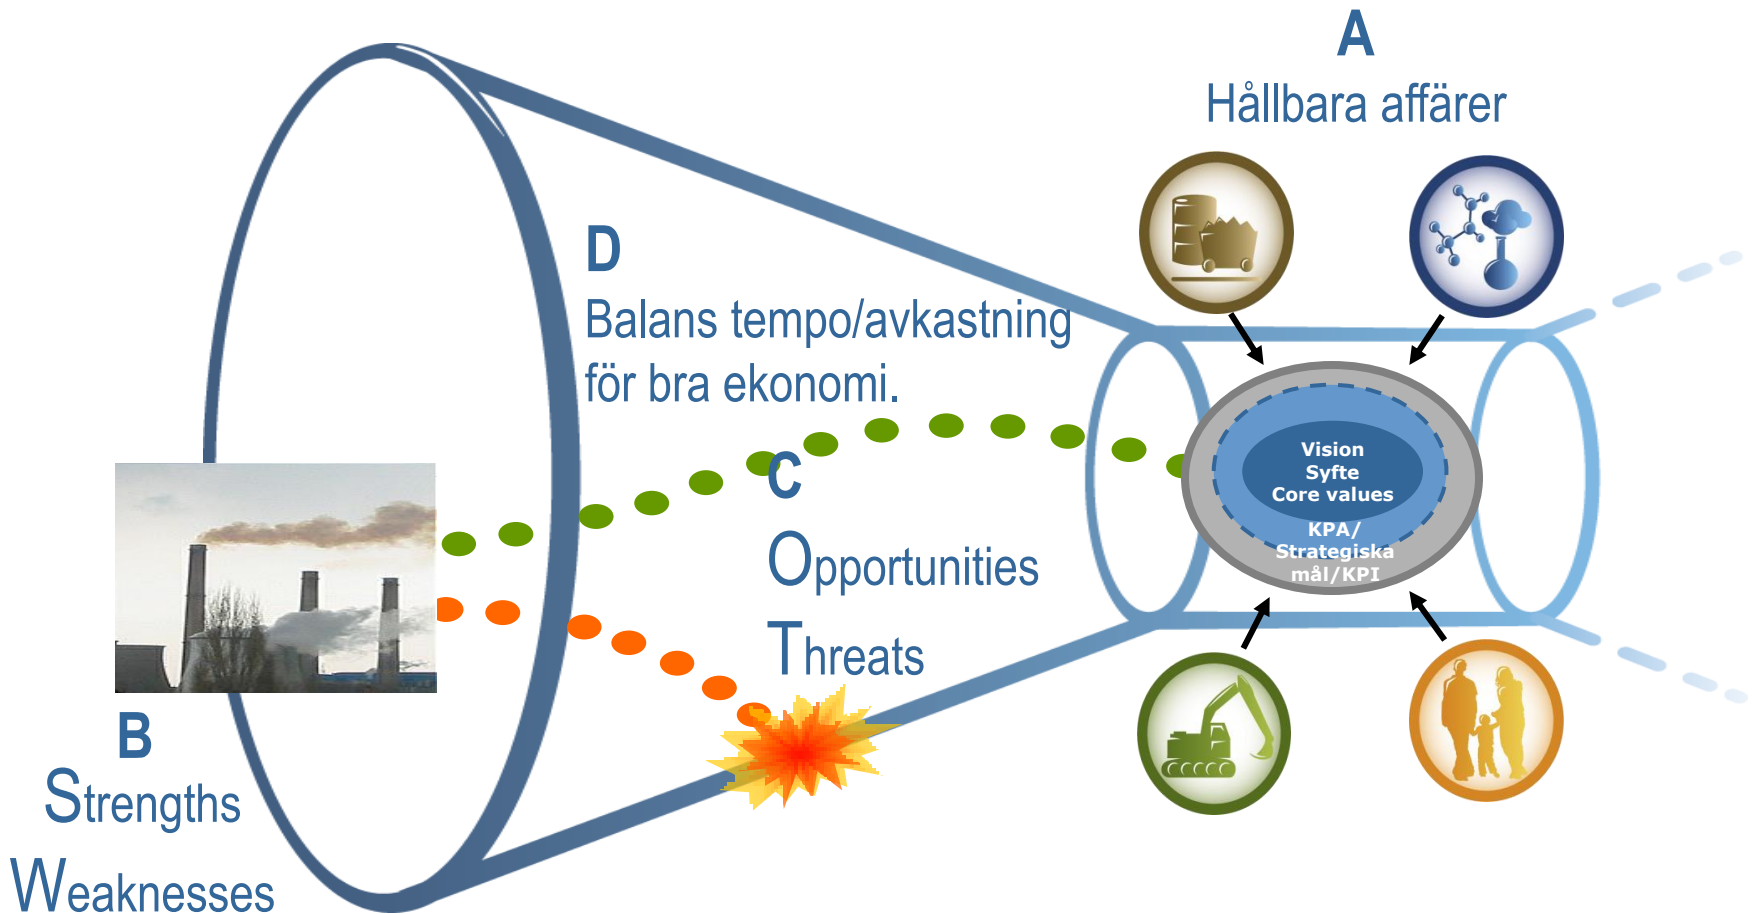 A
Hållbara affärer
D
Balans tempo/avkastning
för bra ekonomi.
C
Opportunities
Threats
Vision
Syfte
Core values
KPA/
Strategiska
mål/KPI
B
Strengths
Weaknesses